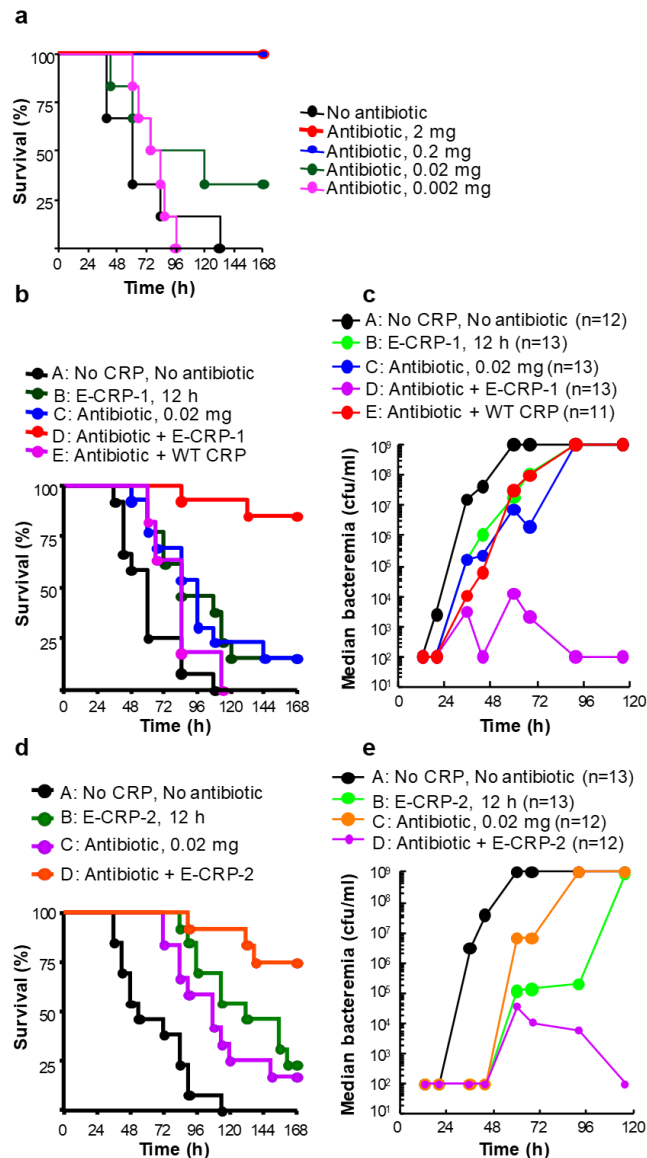 a
100
75
50
25
Survival (%)
0 24 48 72 96 120 144 168
Time (h)
No antibiotic
Antibiotic, 2 mg
Antibiotic, 0.2 mg
Antibiotic, 0.02 mg
Antibiotic, 0.002 mg
b
A: No CRP, No antibiotic
B: E-CRP-1, 12 h
C: Antibiotic, 0.02 mg
D: Antibiotic + E-CRP-1
E: Antibiotic + WT CRP
100
75
50
25
Survival (%)
0 24 48 72 96 120 144 168
Time (h)
c
A: No CRP, No antibiotic (n=12)
B: E-CRP-1, 12 h (n=13)
C: Antibiotic, 0.02 mg (n=13)
D: Antibiotic + E-CRP-1 (n=13)
E: Antibiotic + WT CRP (n=11)
10⁹
10⁸
10⁷
10⁶
10⁵
10⁴
10³
10²
10¹
Median bacteremia (cfu/ml)
0 24 48 72 96 120
Time (h)
d
A: No CRP, No antibiotic
B: E-CRP-2, 12 h
C: Antibiotic, 0.02 mg
D: Antibiotic + E-CRP-2
100
75
50
25
Survival (%)
0 24 48 72 96 120 144 168
Time (h)
e
A: No CRP, No antibiotic (n=13)
B: E-CRP-2, 12 h (n=13)
C: Antibiotic, 0.02 mg (n=12)
D: Antibiotic + E-CRP-2 (n=12)
10⁹
10⁸
10⁷
10⁶
10⁵
10⁴
10³
10²
10¹
Median bacteremia (cfu/ml)
0 24 48 72 96 120
Time (h)